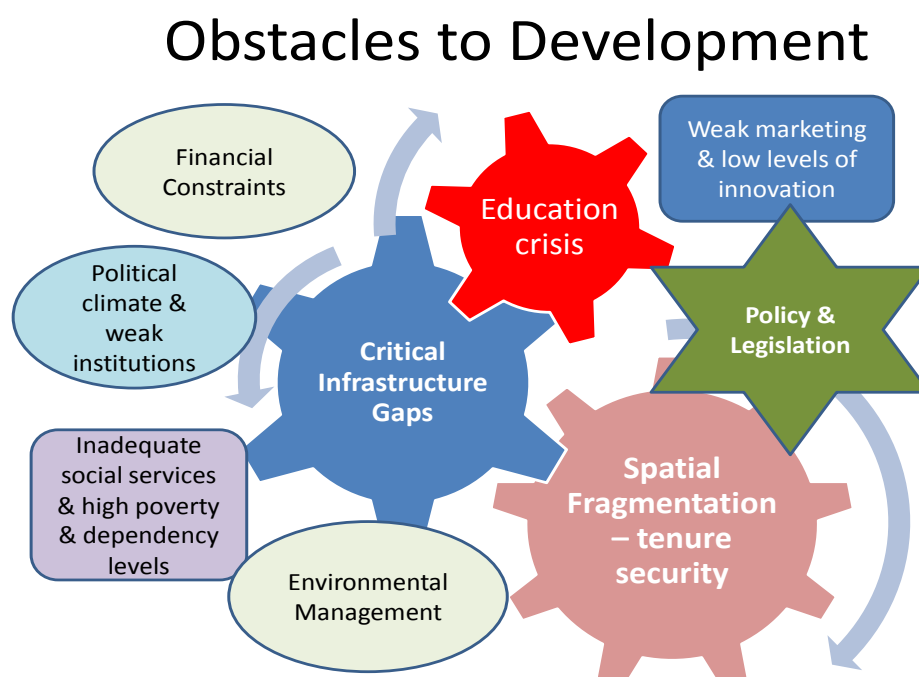 Obstacles to Development
Financial
Constraints
Education
crisis
Weak marketing
& low levels of
innovation
Political
climate &
weak
institutions
Critical
Infrastructure
Gaps
Policy &
Legislation
Inadequate
social services
& high poverty
& dependency
levels
Spatial
Fragmentation
– tenure
security
Environmental
Management